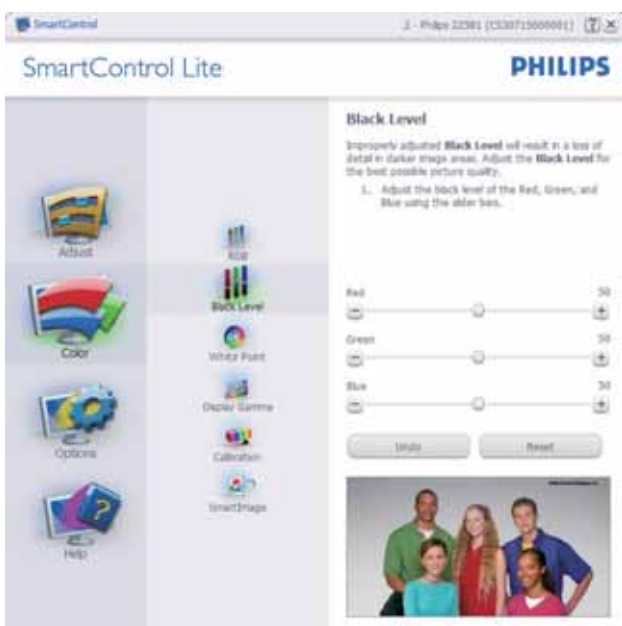 SmartControl
SmartControl Lite
PHILIPS
Adjust
Color
Options
Help
RGB
Black Level
White Point
Display Gamma
Calibration
SmartImage
Black Level
Improperly adjusted Black Level will result in a loss of
detail in darker image areas. Adjust the Black Level for
the best possible picture quality.
1. Adjust the black level of the Red, Green, and
Blue using the slider bars.
Red 50
Green 50
Blue 50
Undo Reset